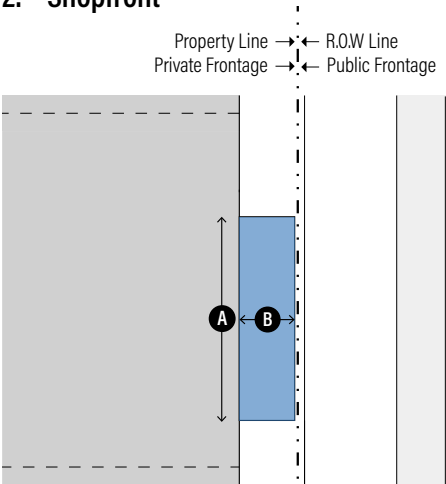 2. Shopfront
Property Line R.O.W Line
Private Frontage Public Frontage
A B